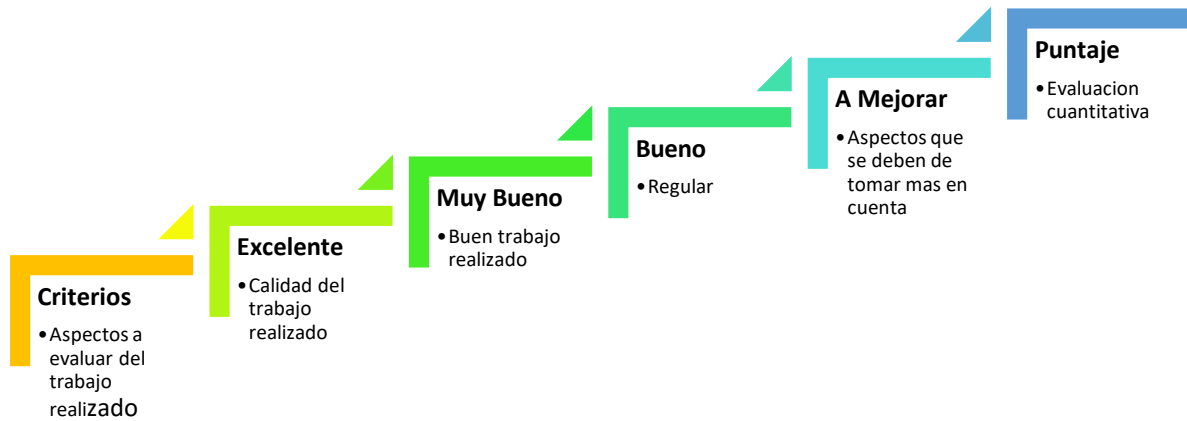 Criterios
•Aspectos a
evaluar del
trabajo
realizado
Excelente
•Calidad del
trabajo
realizado
Muy Bueno
•Buen trabajo
realizado
Bueno
•Regular
A Mejorar
•Aspectos que
se deben de
tomar mas en
cuenta
Puntaje
•Evaluacion
cuantitativa